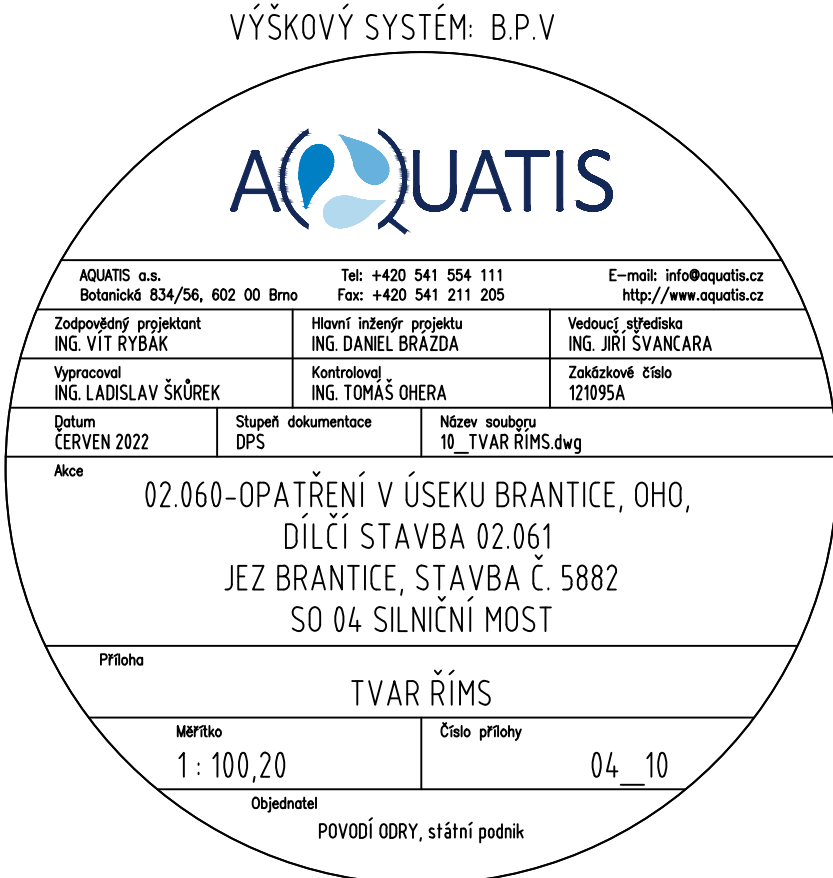 VÝŠKOVÝ SYSTÉM: B.P.V
AQUATIS
AQUATIS a.s. Tel: +420 541 554 111 E-mail: info@aquatis.cz
Botanická 834/56, 602 00 Brno Fax: +420 541 211 205 http://www.aquatis.cz
Zodpovědný projektant Hlavní inženýr projektu Vedoucí střediska
ING. VÍT RYBÁK ING. DANIEL BRÁZDA ING. JIŘÍ ŠVANCARA
Vypracoval Kontroloval Zakázkové číslo
ING. LADISLAV ŠKŮREK ING. TOMÁŠ OHERA 121095A
Datum Stupeň dokumentace Název souboru
ČERVEN 2022 DPS 10_TVAR ŘÍMS.dwg
Akce
02.060-OPATŘENÍ V ÚSEKU BRANTICE, OHO,
DÍLČÍ STAVBA 02.061
JEZ BRANTICE, STAVBA Č. 5882
SO 04 SILNIČNÍ MOST
Příloha
TVAR ŘÍMS
Měřítko Číslo přílohy
1 : 100,20 04_10
Objednatel
POVODÍ ODRY, státní podnik